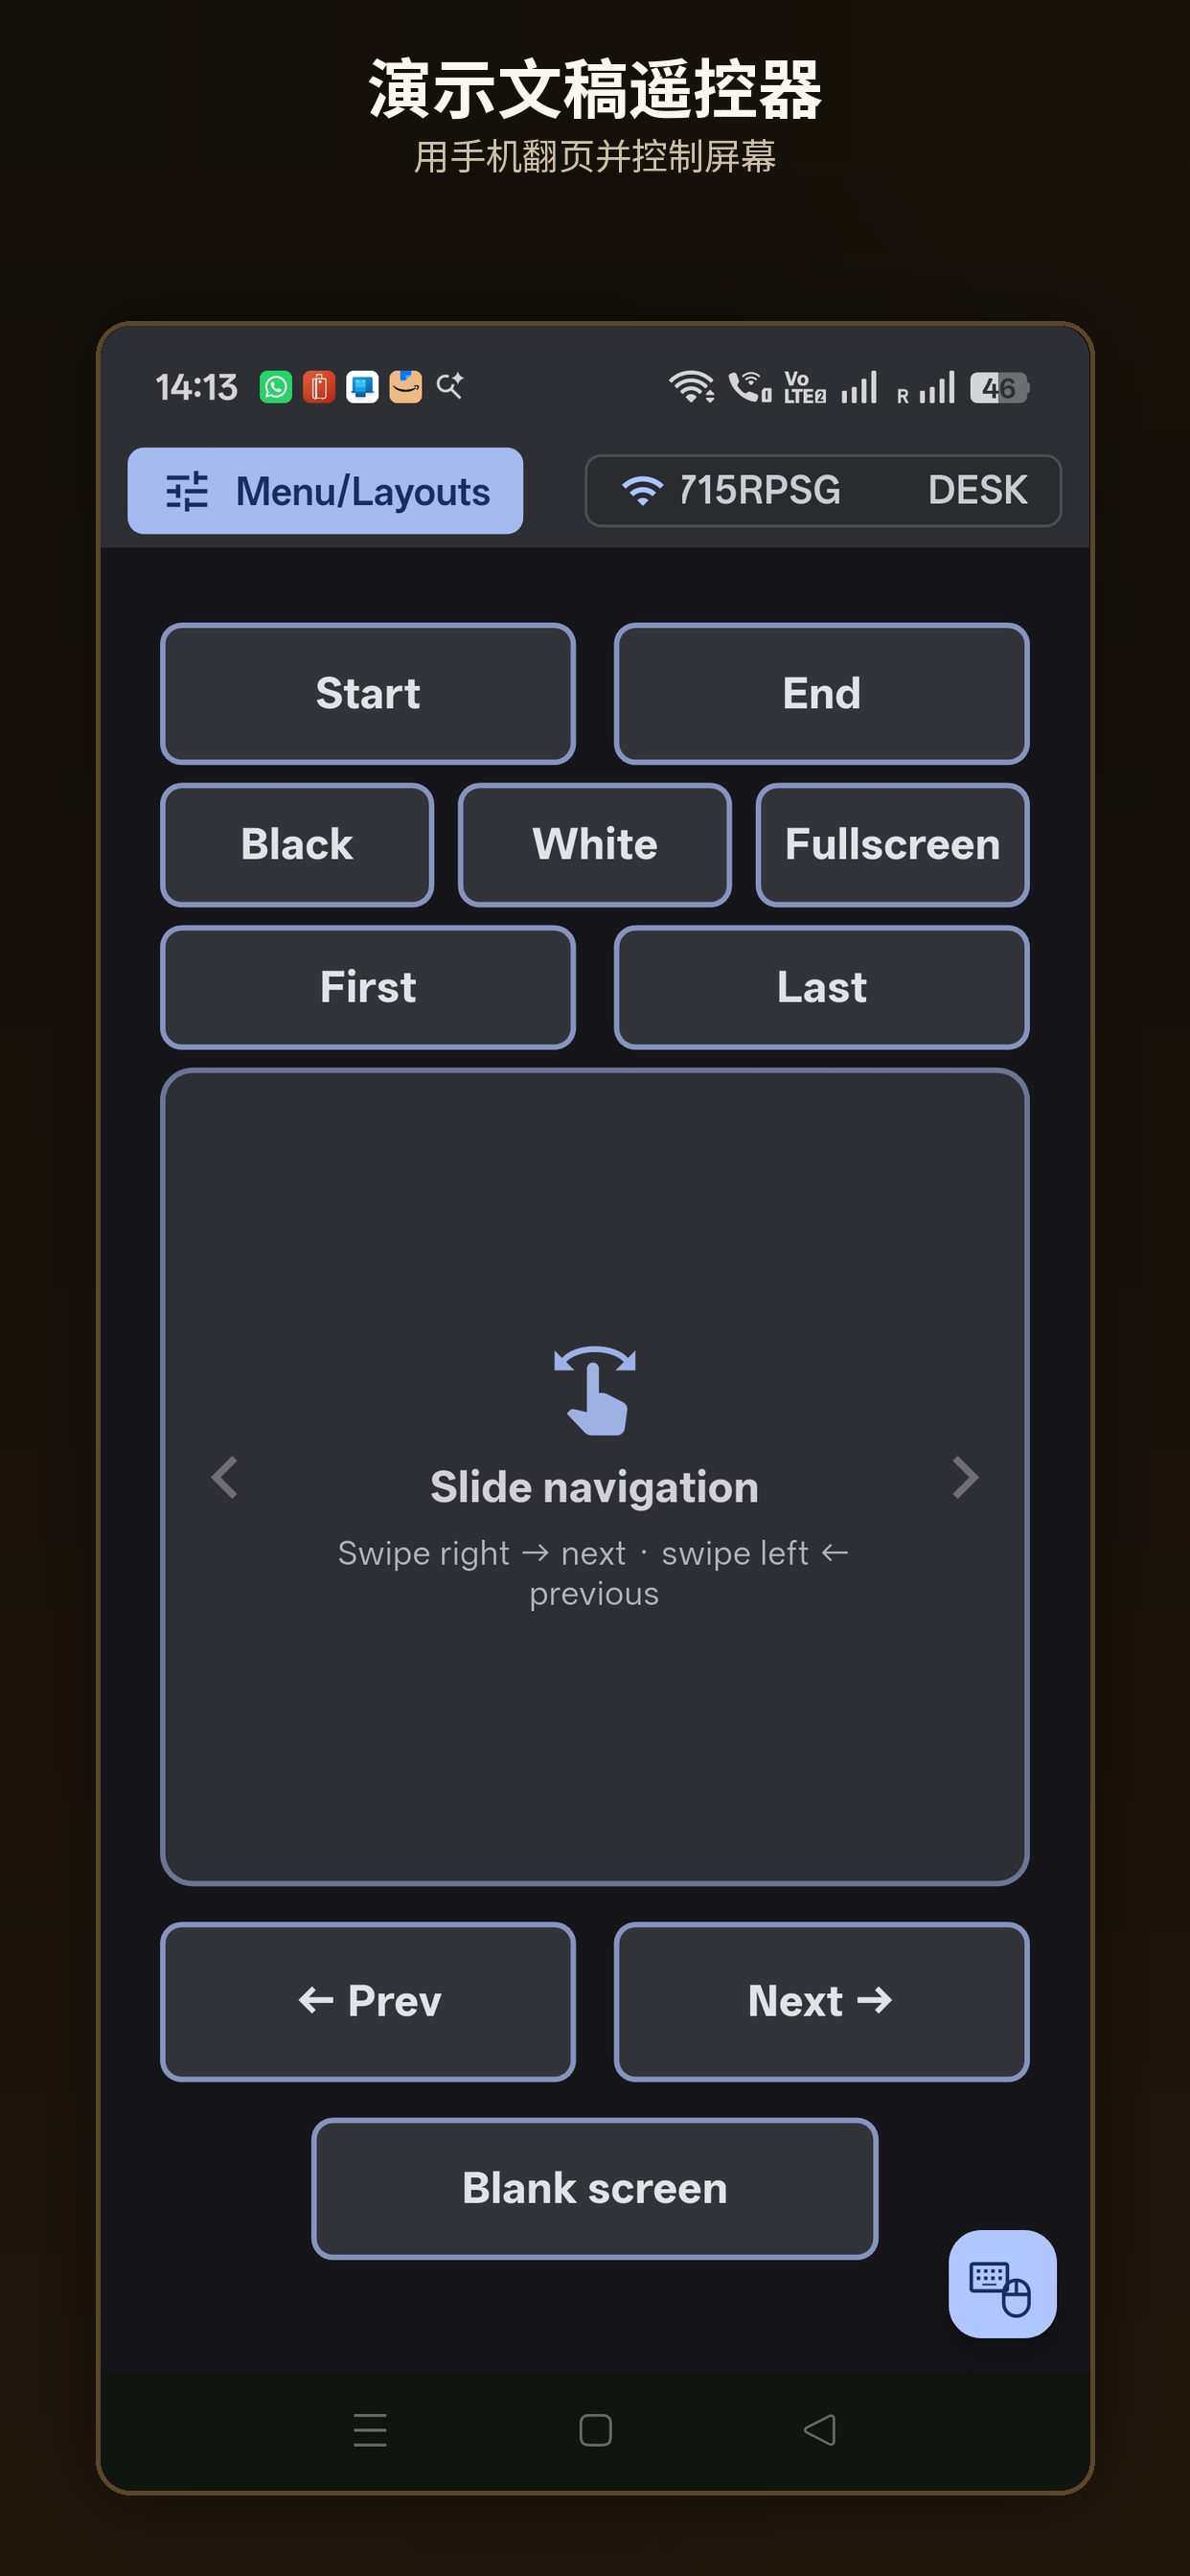 演示文稿遥控器
用手机翻页并控制屏幕
14:13
Vo
LTE 2
R
46
Menu/Layouts
715RPSG DESK
Start
End
Black
White
Fullscreen
First
Last
Slide navigation
Swipe right → next · swipe left ←
previous
← Prev
Next →
Blank screen